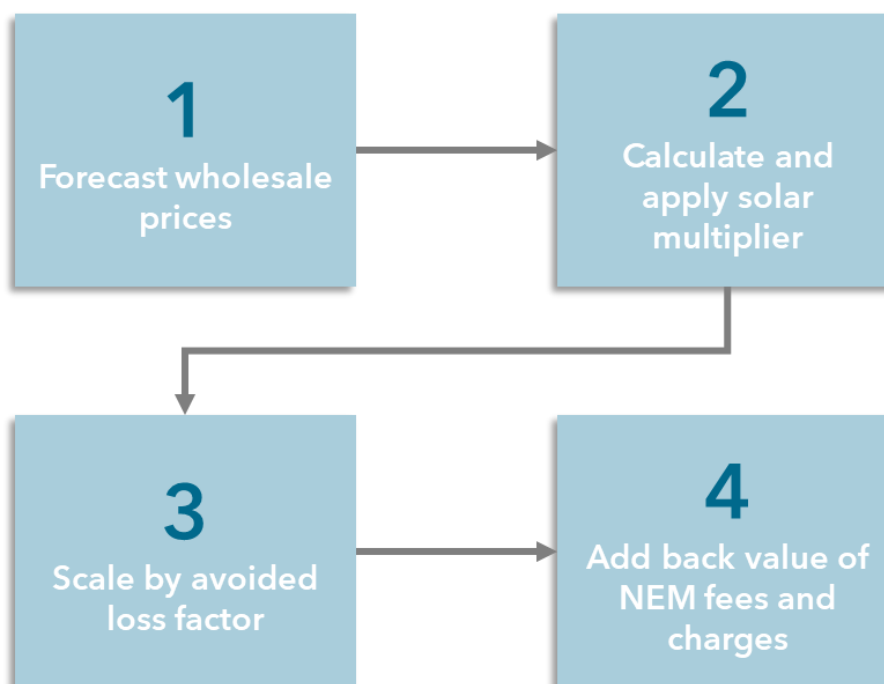 1
Forecast wholesale
prices
2
Calculate and
apply solar
multiplier
3
Scale by avoided
loss factor
4
Add back value of
NEM fees and
charges